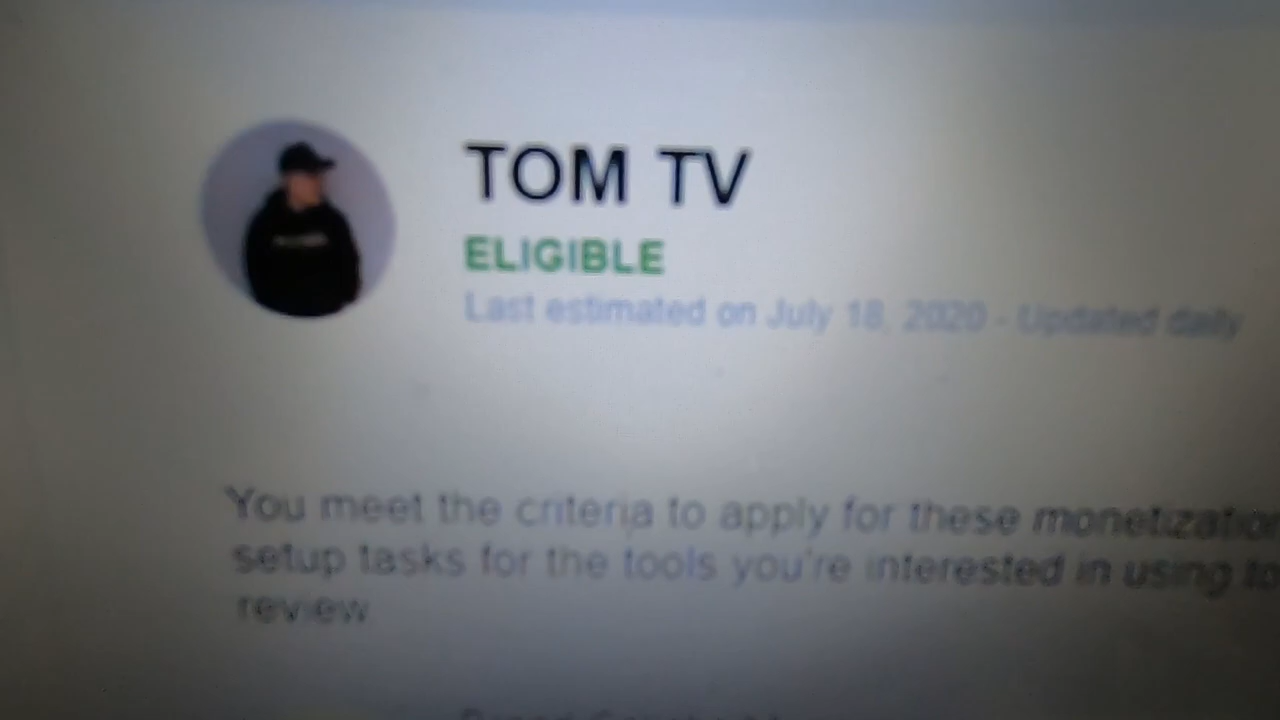 TOM TV
ELIGIBLE
Last estimated on July 18, 2020 · Updated daily
You meet the criteria to apply for these
setup tasks for the tools you're interested in using
review